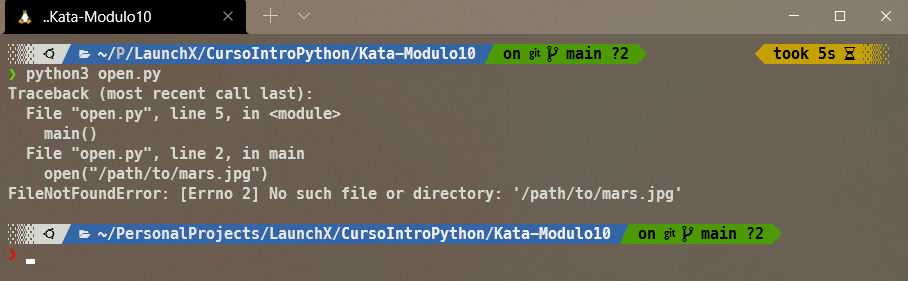 ..Kata-Modulo10
~/P/LaunchX/CursoIntroPython/Kata-Modulo10 on git main ?2 took 5s
❯ python3 open.py
Traceback (most recent call last):
File "open.py", line 5, in <module>
main()
File "open.py", line 2, in main
open("/path/to/mars.jpg")
FileNotFoundError: [Errno 2] No such file or directory: '/path/to/mars.jpg'
~/PersonalProjects/LaunchX/CursoIntroPython/Kata-Modulo10 on git main ?2
❯